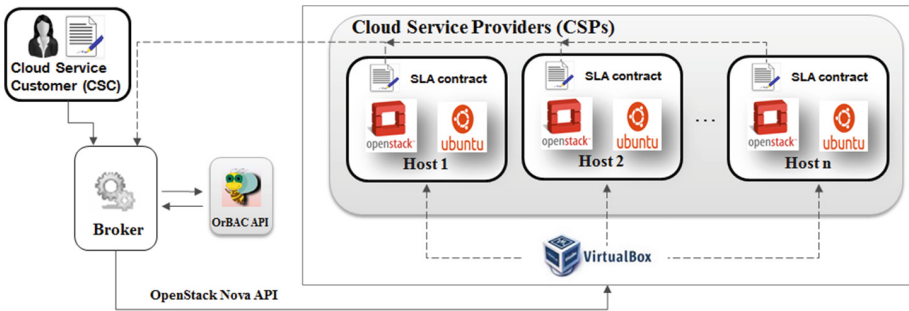 Cloud Service
Customer (CSC)
Cloud Service Providers (CSPs)
SLA contract
openstack
ubuntu
Host 1
SLA contract
openstack
ubuntu
Host 2
...
SLA contract
openstack
ubuntu
Host n
Broker
OrBAC API
VirtualBox
OpenStack Nova API